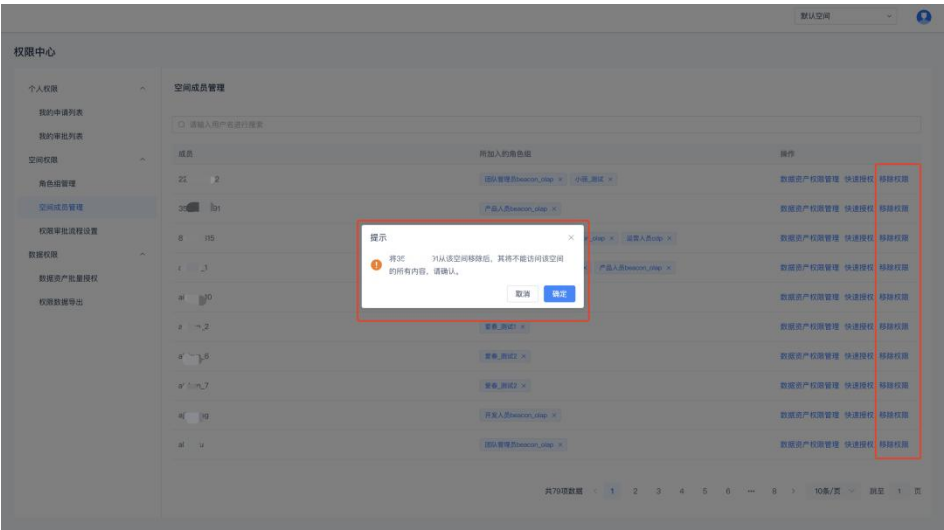 默认空间
权限中心
个人权限
我的申请列表
我的审批列表
空间权限
角色组管理
空间成员管理
权限审批流程设置
数据权限
数据资产批量授权
权限数据导出
空间成员管理
请输入用户名进行搜索
成员 所加入的角色组 操作
团队管理员beacon_olap × 小丽_测试 × 数据资产权限管理 快速授权 移除权限
产品人员beacon_olap × 数据资产权限管理 快速授权 移除权限
8 115 _olap × 运营人员olap × 数据资产权限管理 快速授权 移除权限
_1 产品人员beacon_olap × 数据资产权限管理 快速授权 移除权限
数据资产权限管理 快速授权 移除权限
_2 × 数据资产权限管理 快速授权 移除权限
_6 × 数据资产权限管理 快速授权 移除权限
_7 × 数据资产权限管理 快速授权 移除权限
开发人员beacon_olap × 数据资产权限管理 快速授权 移除权限
团队管理员beacon_olap × 数据资产权限管理 快速授权 移除权限
提示 ×
将3 1从该空间移除后，其将不能访问该空间
的所有内容，请确认。
取消 确定
共79项数据 < 1 2 3 4 5 6 ••• 8 > 10条/页 跳至 1 页